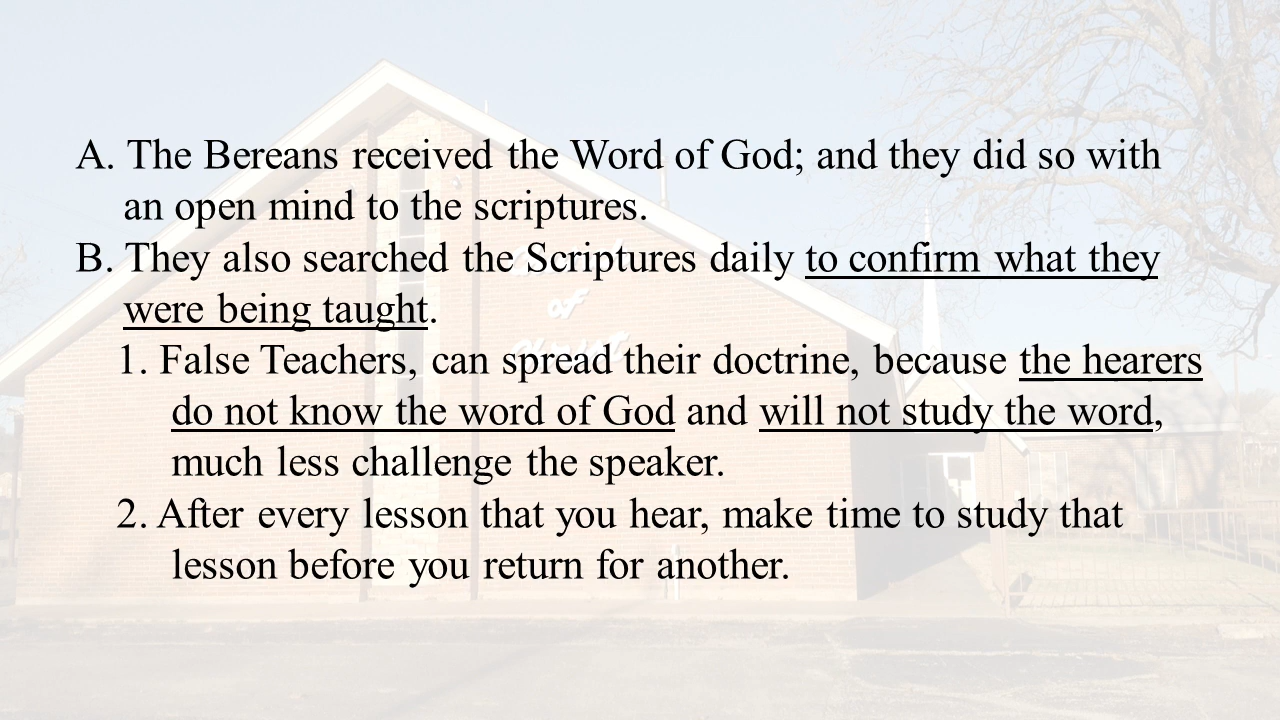 A. The Bereans received the Word of God; and they did so with
an open mind to the scriptures.
B. They also searched the Scriptures daily to confirm what they
were being taught.
1. False Teachers, can spread their doctrine, because the hearers
do not know the word of God and will not study the word,
much less challenge the speaker.
2. After every lesson that you hear, make time to study that
lesson before you return for another.
of
Christ